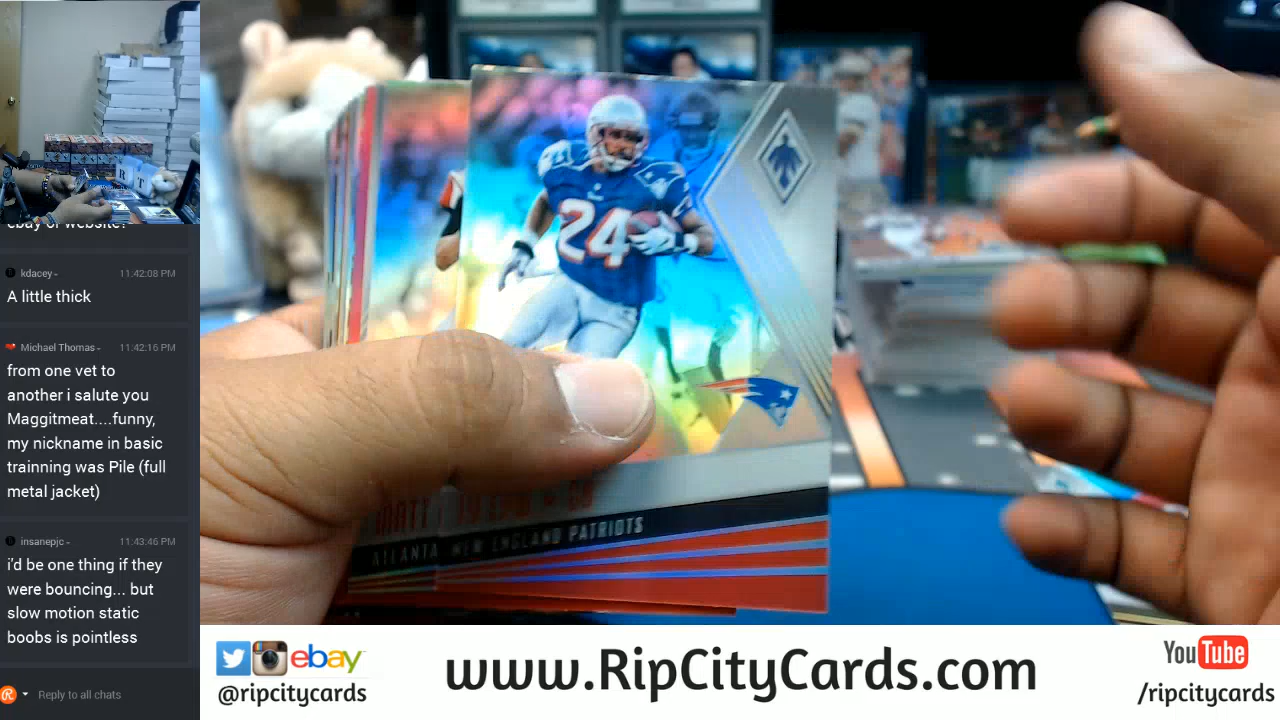 ebay or website?
kdacey-
11:42:08 PM
A little thick
Michael Thomas-
11:42:16 PM
from one vet to
another i salute you
Maggitmeat....funny,
my nickname in basic
trainning was Pile (full
metal jacket)
insanepjc-
11:43:46 PM
i'd be one thing if they
were bouncing... but
slow motion static
boobs is pointless
Reply to all chats
24
MATT
ATLANTA
NEW ENGLAND PATRIOTS
ebay
@ripcitycards
www.RipCityCards.com
YouTube
/ripcitycards